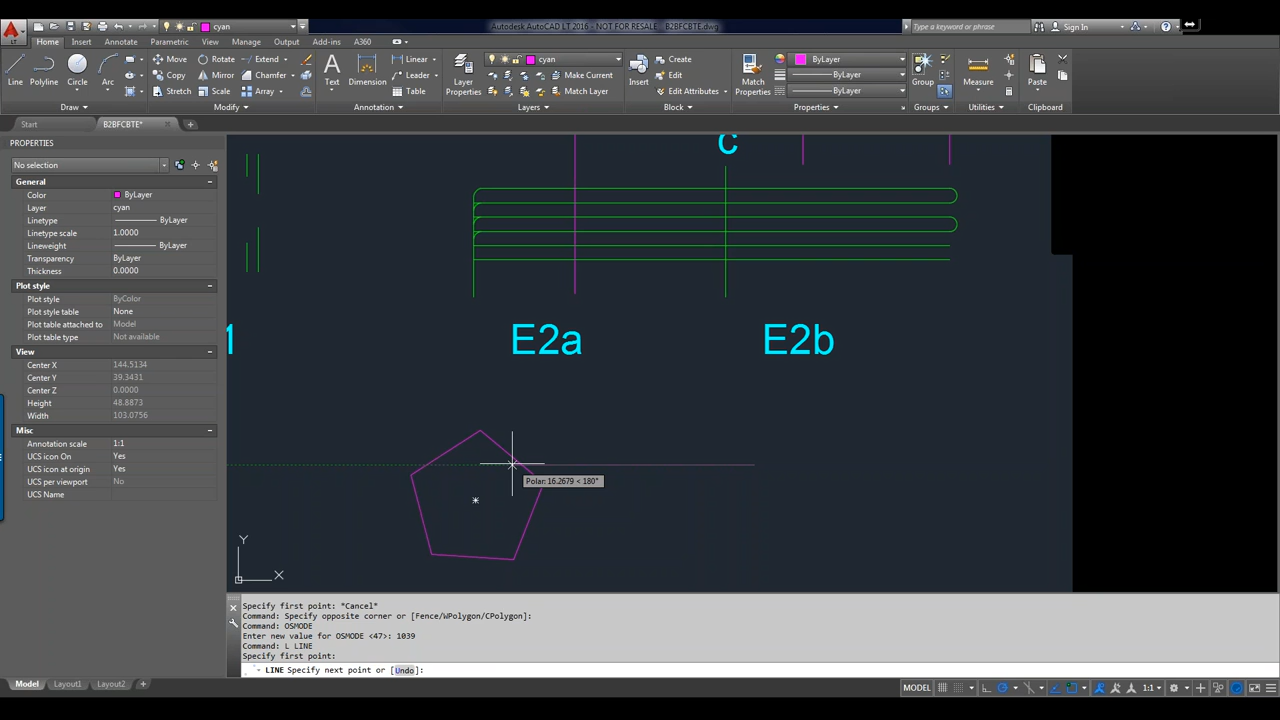 LT
cyan
Autodesk AutoCAD LT 2016 - NOT FOR RESALE B2BFCBTE.dwg
Type a keyword or phrase
Sign In
Home Insert Annotate Parametric View Manage Output Add-ins A360
Line Polyline Circle Arc
Move Rotate Extend
Copy Mirror Chamfer
Stretch Scale Array
Text Dimension
Linear
Leader
Table
Layer Properties
cyan
Make Current
Match Layer
Insert
Create
Edit
Edit Attributes
Match Properties
ByLayer
ByLayer
ByLayer
Group
Measure
Paste
Draw Modify Annotation Layers Block Properties Groups Utilities Clipboard
Start B2BFCBTE*
PROPERTIES
No selection
General
Color ByLayer
Layer cyan
Linetype ByLayer
Linetype scale 1.0000
Lineweight ByLayer
Transparency ByLayer
Thickness 0.0000
Plot style
Plot style ByColor
Plot style table None
Plot table attached to Model
Plot table type Not available
View
Center X 144.5134
Center Y 39.3431
Center Z 0.0000
Height 48.8873
Width 103.0756
Misc
Annotation scale 1:1
UCS icon On Yes
UCS icon at origin Yes
UCS per viewport No
UCS Name
C
1 E2a E2b
Polar: 16.2679 < 180°
Y
X
Specify first point: *Cancel*
Command: Specify opposite corner or [Fence/WPolygon/CPolygon]:
Command: OSMODE
Enter new value for OSMODE <47>: 1039
Command: L LINE
Specify first point:
LINE Specify next point or [Undo]:
Model Layout1 Layout2
MODEL 1:1